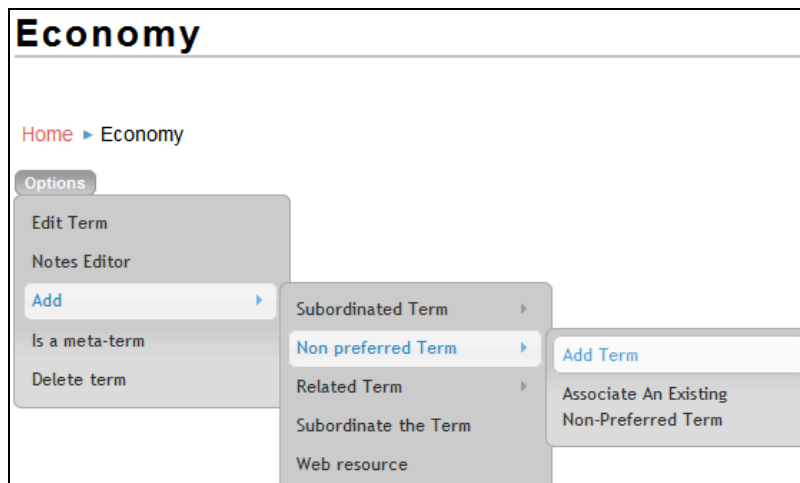 Economy
Home ▸ Economy
Options
Edit Term
Notes Editor
Add
Is a meta-term
Delete term
Subordinated Term
Non preferred Term
Related Term
Subordinate the Term
Web resource
Add Term
Associate An Existing
Non-Preferred Term